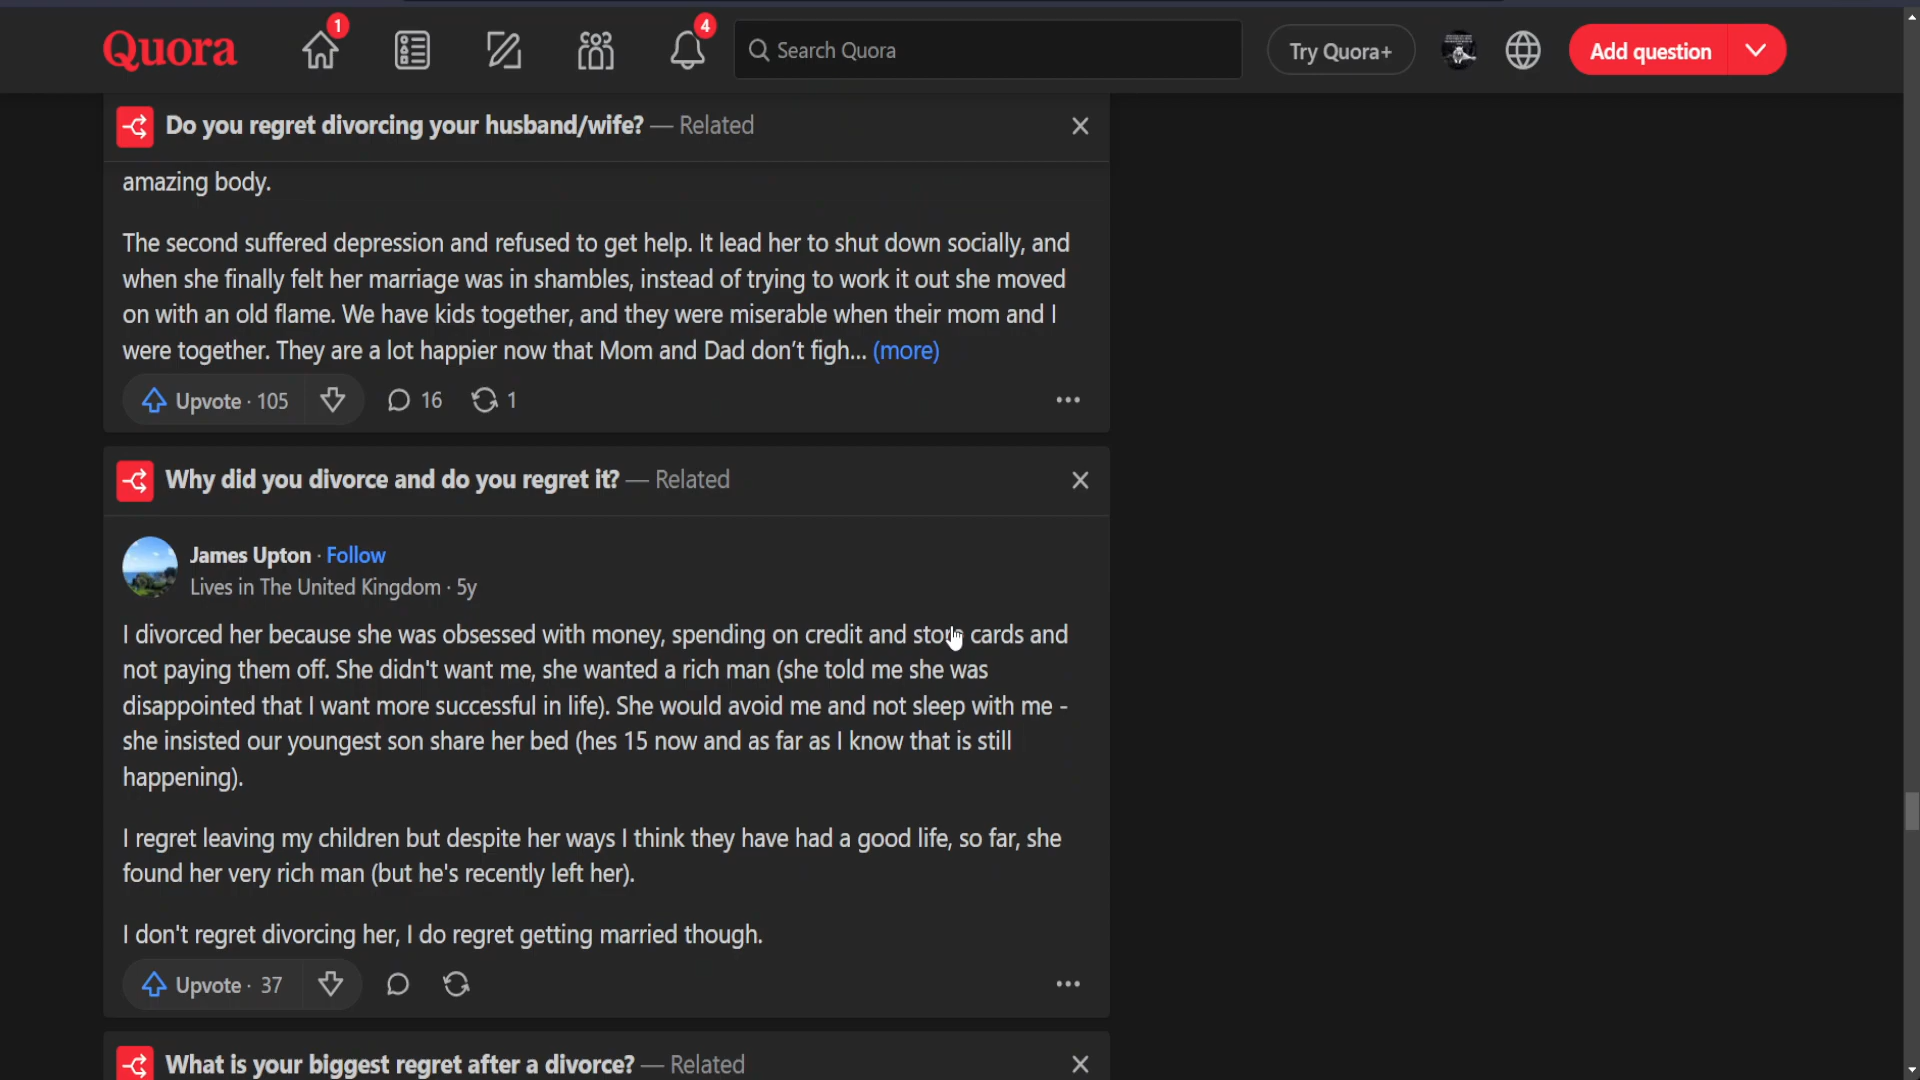 1
4
Quora
Search Quora
Try Quora+
Add question
Do you regret divorcing your husband/wife? — Related
amazing body.
The second suffered depression and refused to get help. It lead her to shut down socially, and
when she finally felt her marriage was in shambles, instead of trying to work it out she moved
on with an old flame. We have kids together, and they were miserable when their mom and I
were together. They are a lot happier now that Mom and Dad don't figh... (more)
Upvote · 105 16 1
Why did you divorce and do you regret it? — Related
James Upton · Follow
Lives in The United Kingdom · 5y
I divorced her because she was obsessed with money, spending on credit and store cards and
not paying them off. She didn't want me, she wanted a rich man (she told me she was
disappointed that I want more successful in life). She would avoid me and not sleep with me -
she insisted our youngest son share her bed (hes 15 now and as far as I know that is still
happening).
I regret leaving my children but despite her ways I think they have had a good life, so far, she
found her very rich man (but he's recently left her).
I don't regret divorcing her, I do regret getting married though.
Upvote · 37
What is your biggest regret after a divorce? — Related